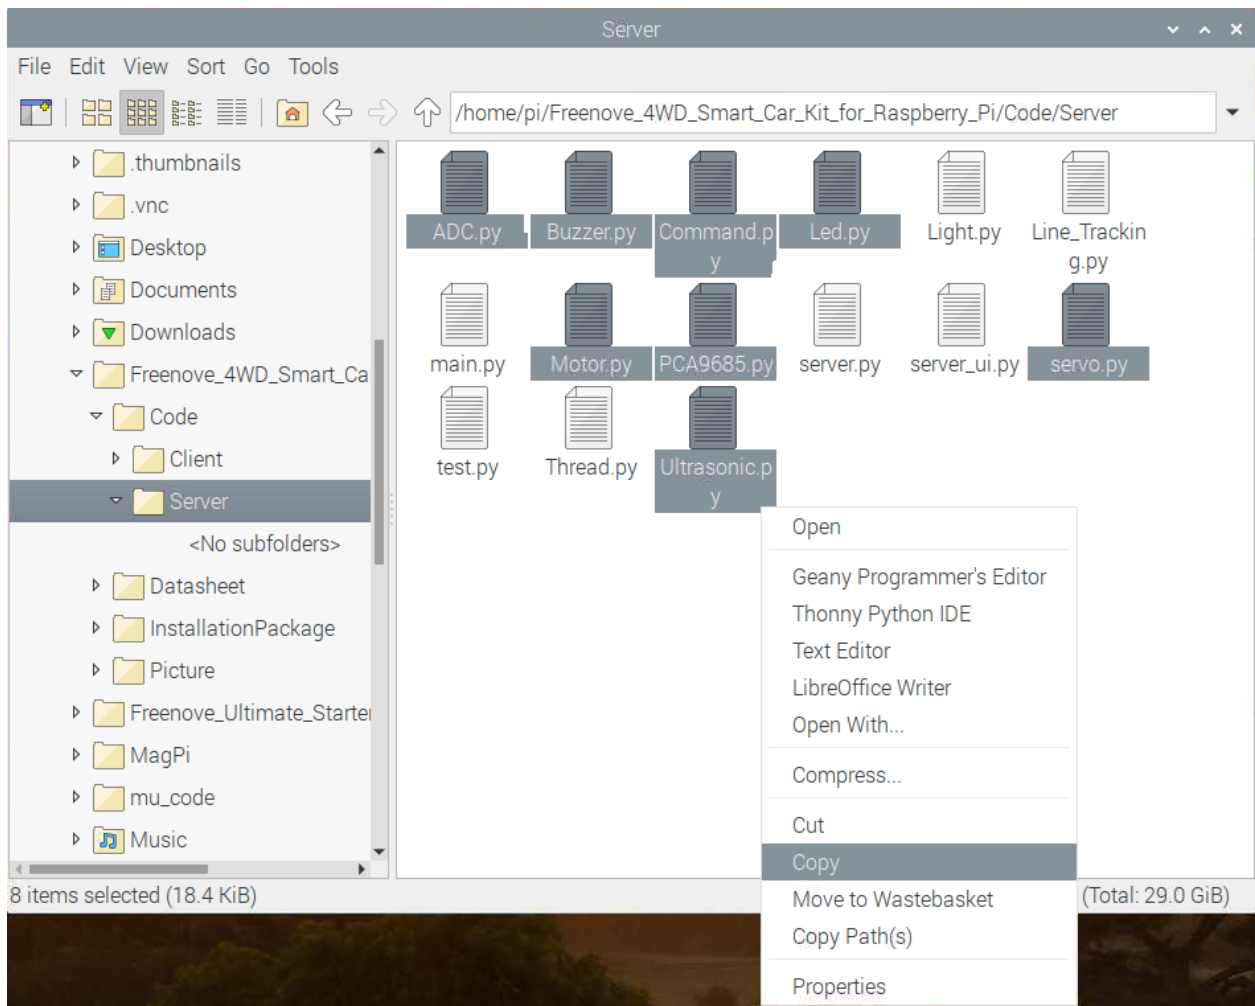 Server
File Edit View Sort Go Tools
/home/pi/Freenove_4WD_Smart_Car_Kit_for_Raspberry_Pi/Code/Server
.thumbnails
.vnc
Desktop
Documents
Downloads
Freenove_4WD_Smart_Ca
Code
Client
Server
<No subfolders>
Datasheet
InstallationPackage
Picture
Freenove_Ultimate_Starter
MagPi
mu_code
Music
ADC.py
Buzzer.py
Command.p
y
Led.py
Light.py
Line_Trackin
g.py
main.py
Motor.py
PCA9685.py
server.py
server_ui.py
servo.py
test.py
Thread.py
Ultrasonic.p
y
Open
Geany Programmer's Editor
Thonny Python IDE
Text Editor
LibreOffice Writer
Open With...
Compress...
Cut
Copy
Move to Wastebasket
Copy Path(s)
Properties
8 items selected (18.4 KiB)
(Total: 29.0 GiB)